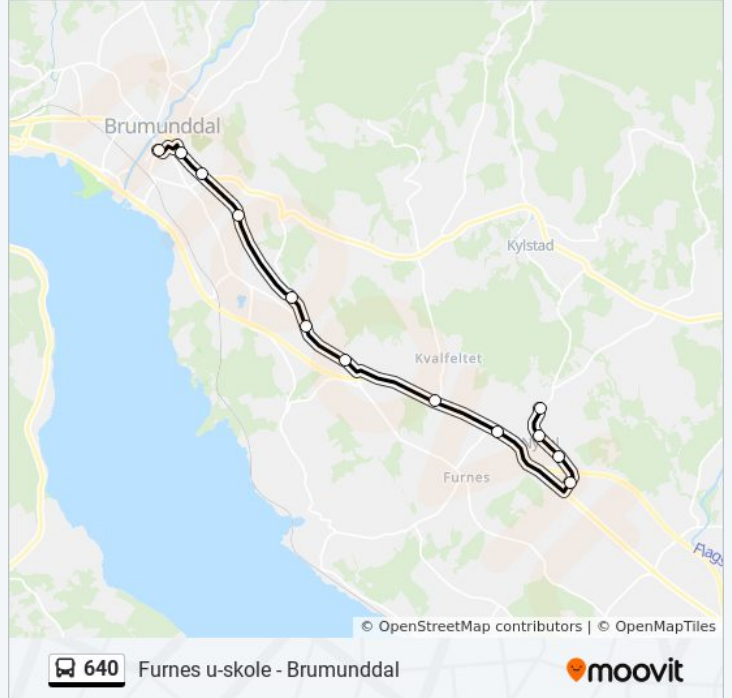 Brumunddal
Kylstad
Kvalfeltet
Furnes
Flags
© OpenStreetMap contributors | © OpenMapTiles
640 Furnes u-skole - Brumunddal
moovit